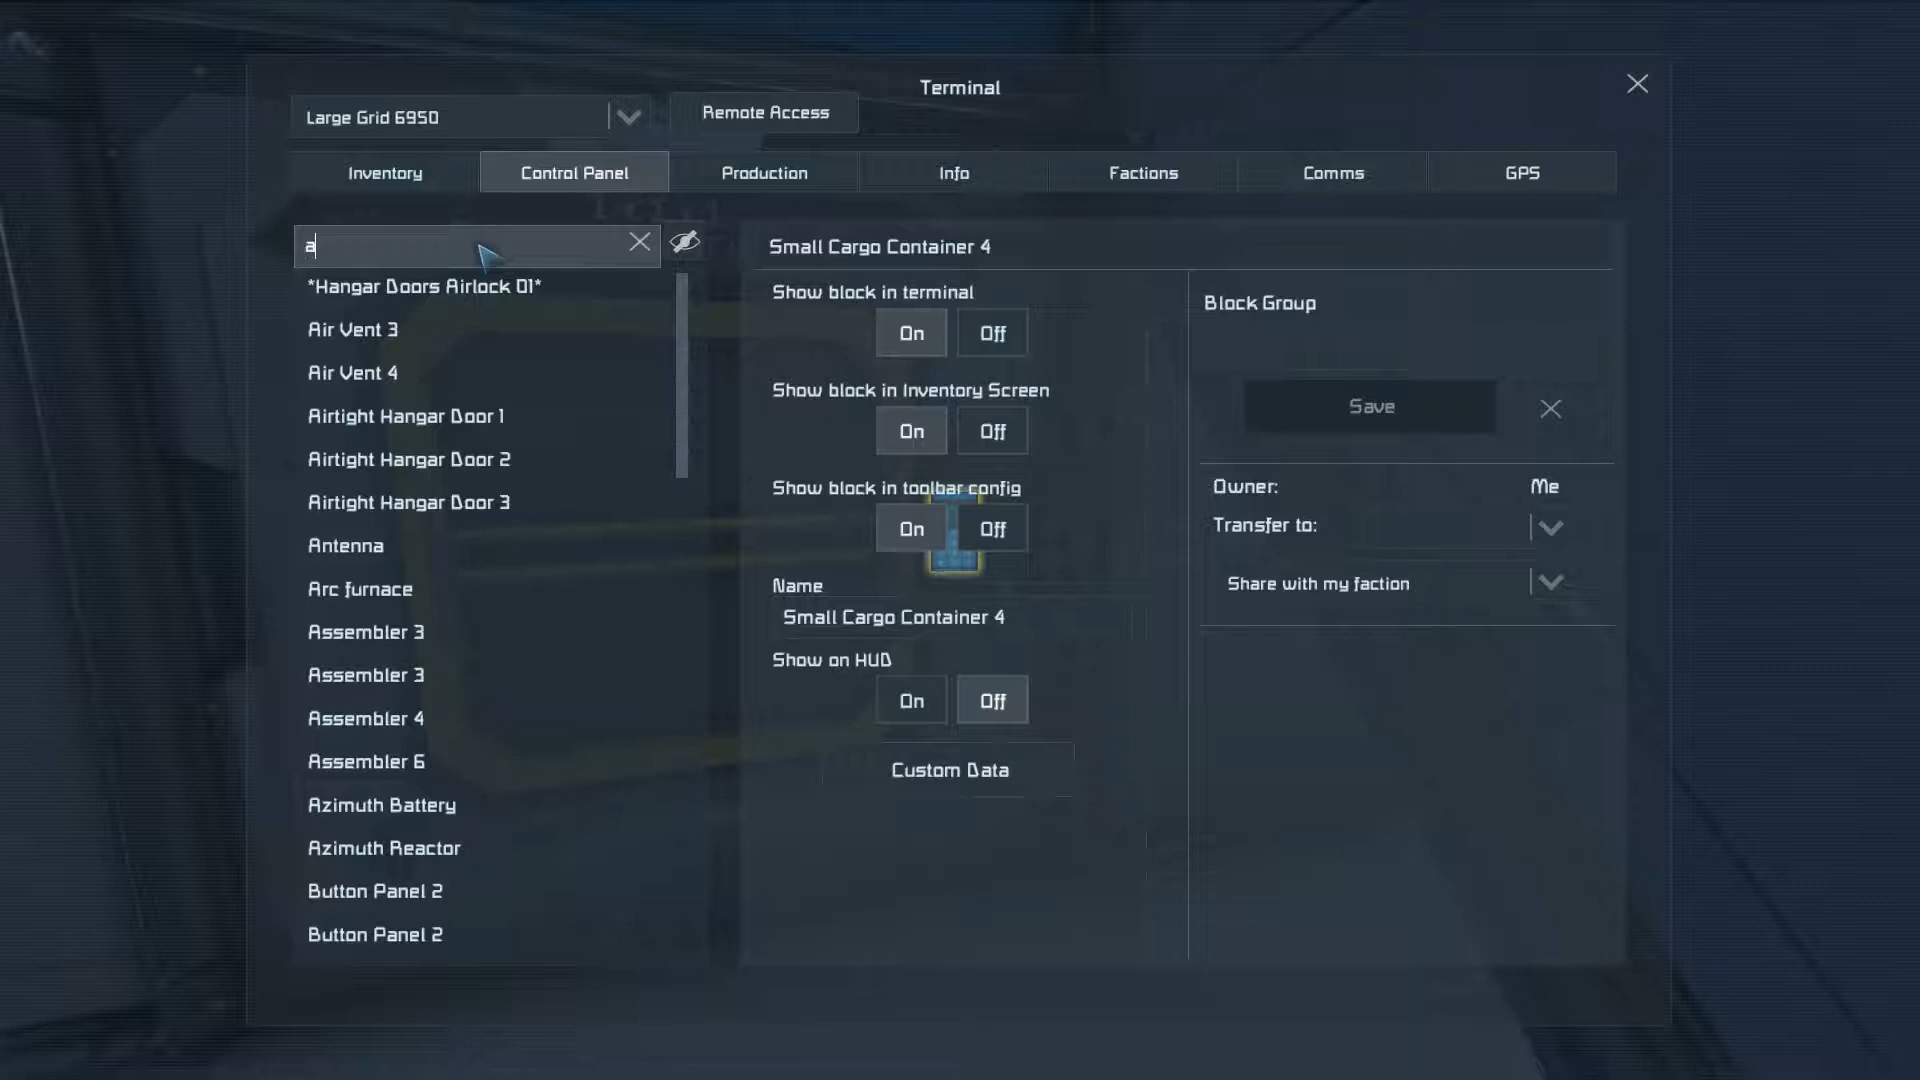 Terminal
Large Grid 6950
Remote Access
Inventory
Control Panel
Production
Info
Factions
Comms
GPS
a
*Hangar Doors Airlock 01*
Air Vent 3
Air Vent 4
Airtight Hangar Door 1
Airtight Hangar Door 2
Airtight Hangar Door 3
Antenna
Arc furnace
Assembler 3
Assembler 3
Assembler 4
Assembler 6
Azimuth Battery
Azimuth Reactor
Button Panel 2
Button Panel 2
Small Cargo Container 4
Show block in terminal
On Off
Show block in Inventory Screen
On Off
Show block in toolbar config
On Off
Name
Small Cargo Container 4
Show on HUD
On Off
Custom Data
Block Group
Save
Owner: Me
Transfer to:
Share with my faction